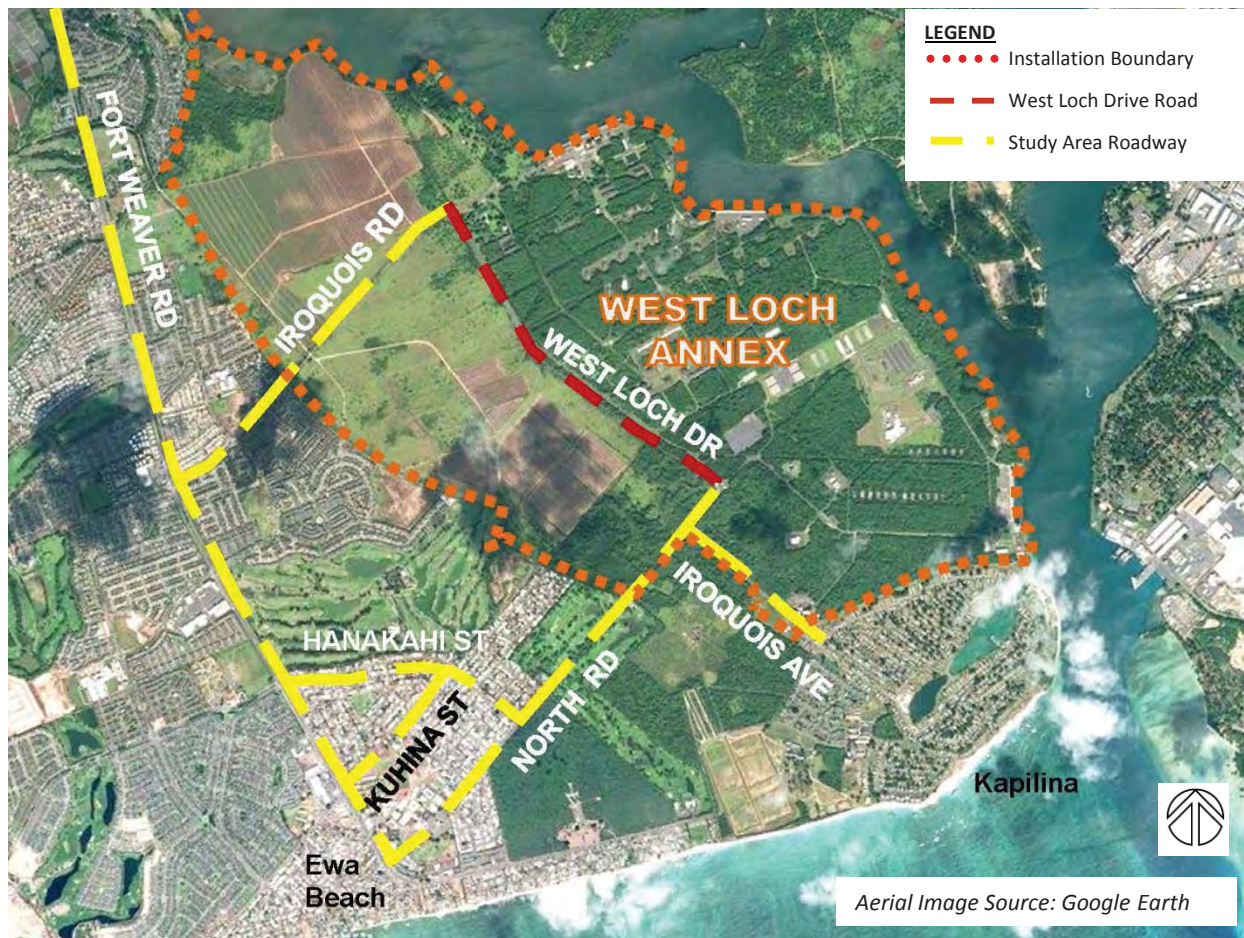 LEGEND
Installation Boundary
West Loch Drive Road
Study Area Roadway
FORT WEAVER RD
IROQUOIS RD
WEST LOCH
ANNEX
WEST LOCH DR
IROQUOIS AVE
HANAKAHI ST
KUHINA ST
NORTH RD
Kapilina
Ewa
Beach
Aerial Image Source: Google Earth